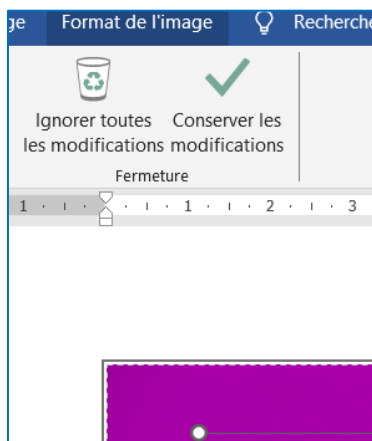 ge Format de l'image Recherche
Ignorer toutes Conserver les
les modifications modifications
Fermeture
1 1 2 3